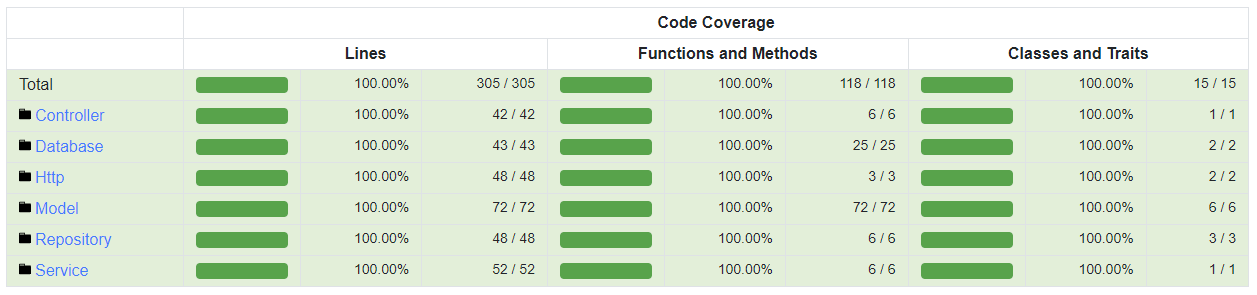 Code Coverage
Lines Functions and Methods Classes and Traits
Total 100.00% 305 / 305 100.00% 118 / 118 100.00% 15 / 15
Controller 100.00% 42 / 42 100.00% 6 / 6 100.00% 1 / 1
Database 100.00% 43 / 43 100.00% 25 / 25 100.00% 2 / 2
Http 100.00% 48 / 48 100.00% 3 / 3 100.00% 2 / 2
Model 100.00% 72 / 72 100.00% 72 / 72 100.00% 6 / 6
Repository 100.00% 48 / 48 100.00% 6 / 6 100.00% 3 / 3
Service 100.00% 52 / 52 100.00% 6 / 6 100.00% 1 / 1